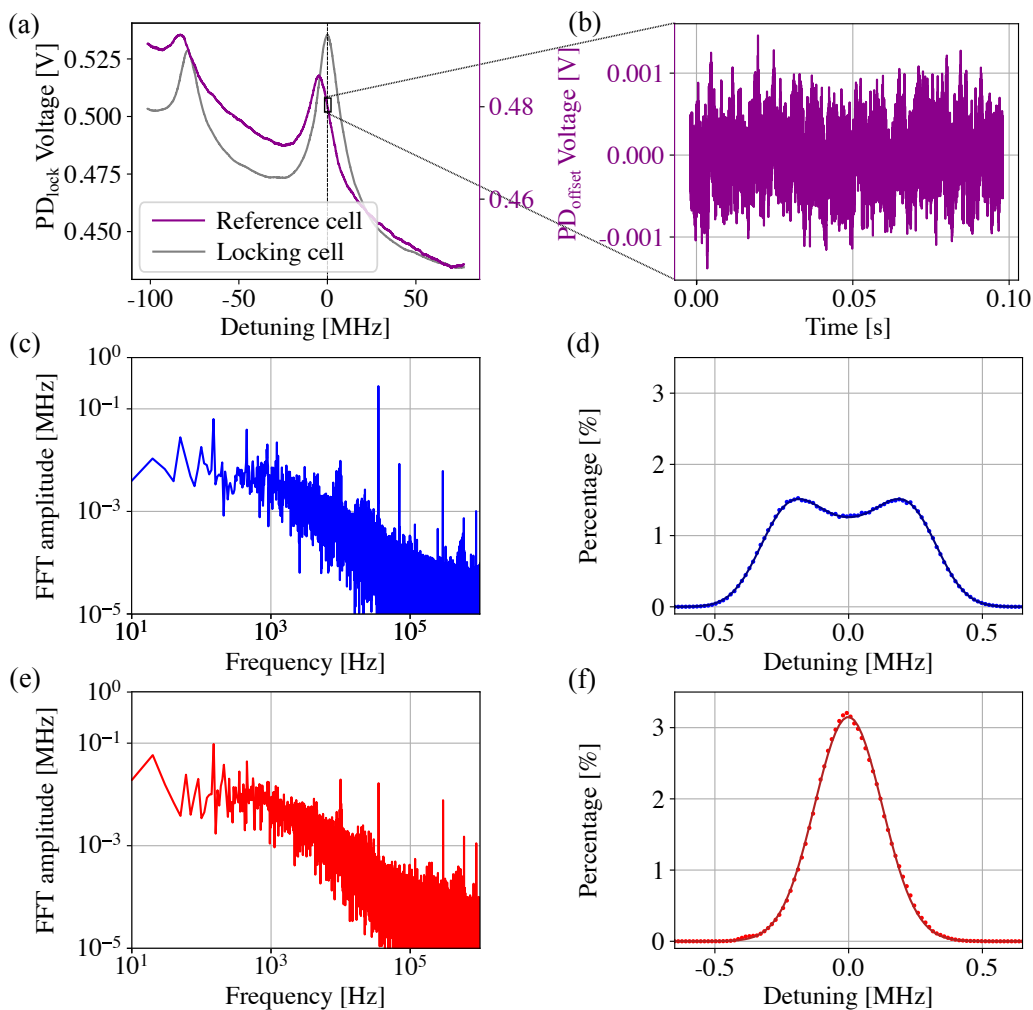 (a)
PD_lock Voltage [V]
0.525
0.500
0.475
0.450
0.48
0.46
Reference cell
Locking cell
-100
-50
0
50
Detuning [MHz]
(b)
PD_offset Voltage [V]
0.001
0.000
-0.001
0.00
0.05
0.10
Time [s]
(c)
FFT amplitude [MHz]
10^0
10^−1
10^−3
10^−5
10^1
10^3
10^5
Frequency [Hz]
(d)
Percentage [%]
3
2
1
0
-0.5
0.0
0.5
Detuning [MHz]
(e)
FFT amplitude [MHz]
10^0
10^−1
10^−3
10^−5
10^1
10^3
10^5
Frequency [Hz]
(f)
Percentage [%]
3
2
1
0
-0.5
0.0
0.5
Detuning [MHz]